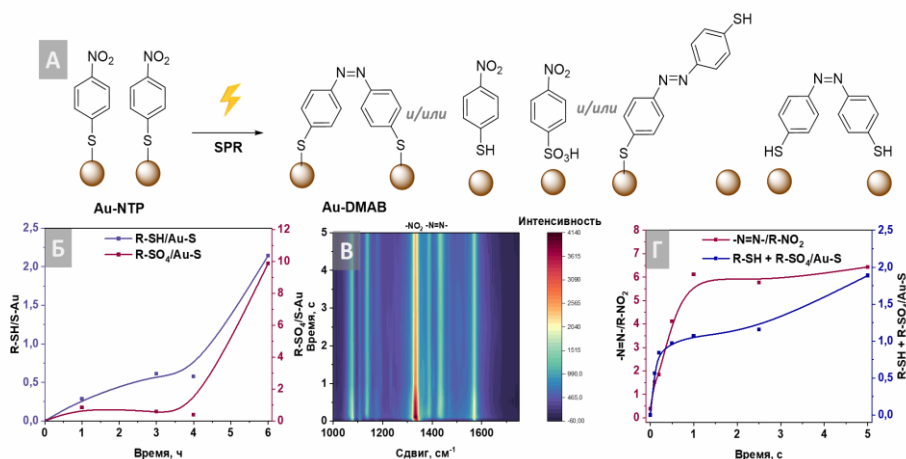 А
NO₂ NO₂
S S
Au-NTP
SPR
N=N
S S
Au-DMAB
и/или
NO₂ NO₂
SH SO₃H
и/или
SH
N=N
S
N=N
HS SH
Б
R-SH/Au-S
R-SO₄/Au-S
R-SH/S-Au
2,5
2,0
1,5
1,0
0,5
0,0
0 2 4 6
Время, ч
10
8
6
4
2
0
R-SO₄/S-Au
В
-NO₂ -N=N-
Время, с
5
4
3
2
1
0
1000 1200 1400 1600
Сдвиг, см⁻¹
Интенсивность
4140
3615
3090
2565
2040
1515
990,0
465,0
-60,00
Г
-N=N-/R-NO₂
R-SH + R-SO₄/Au-S
-N=N-/R-NO₂
8
7
6
5
4
3
2
1
0
0 1 2 3 4 5
Время, с
2,5
2,0
1,5
1,0
0,5
0,0
R-SH + R-SO₄/Au-S